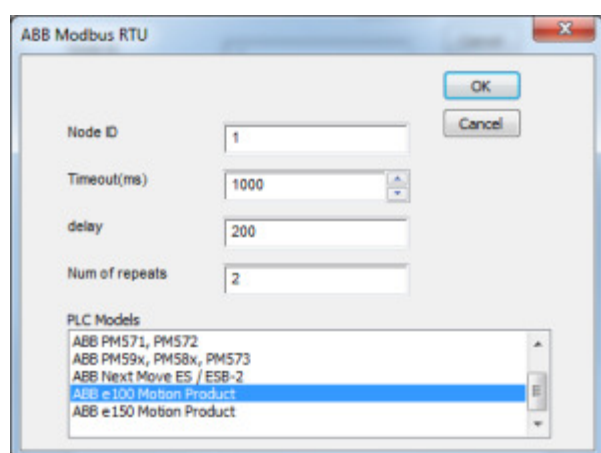 ABB Modbus RTU
OK
Cancel
Node ID
1
Timeout(ms)
1000
delay
200
Num of repeats
2
PLC Models
ABB PM571, PM572
ABB PM59x, PM58x, PM573
ABB Next Move ES / ESB-2
ABB e100 Motion Product
ABB e150 Motion Product